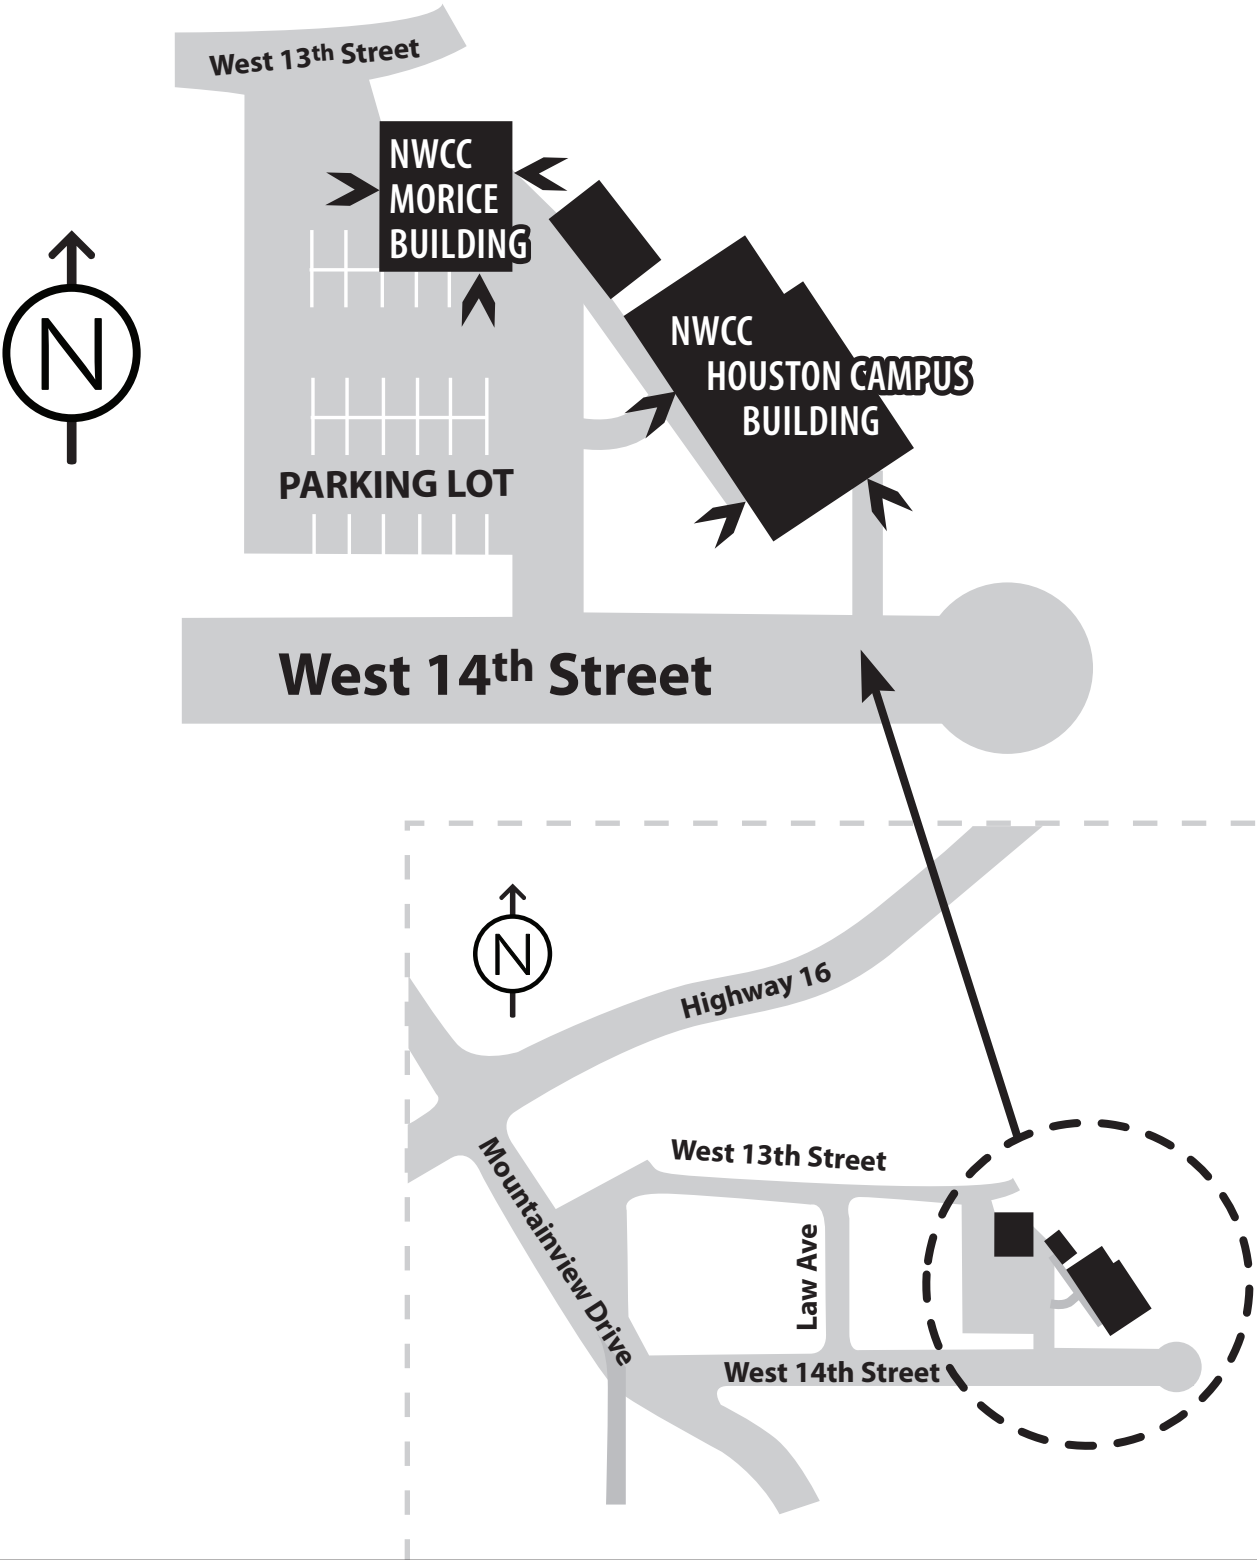 West 13th Street
NWCC
MORICE
BUILDING
N
NWCC
HOUSTON CAMPUS
BUILDING
PARKING LOT
West 14th Street
N
Highway 16
West 13th Street
Mountainview Drive
Law Ave
West 14th Street